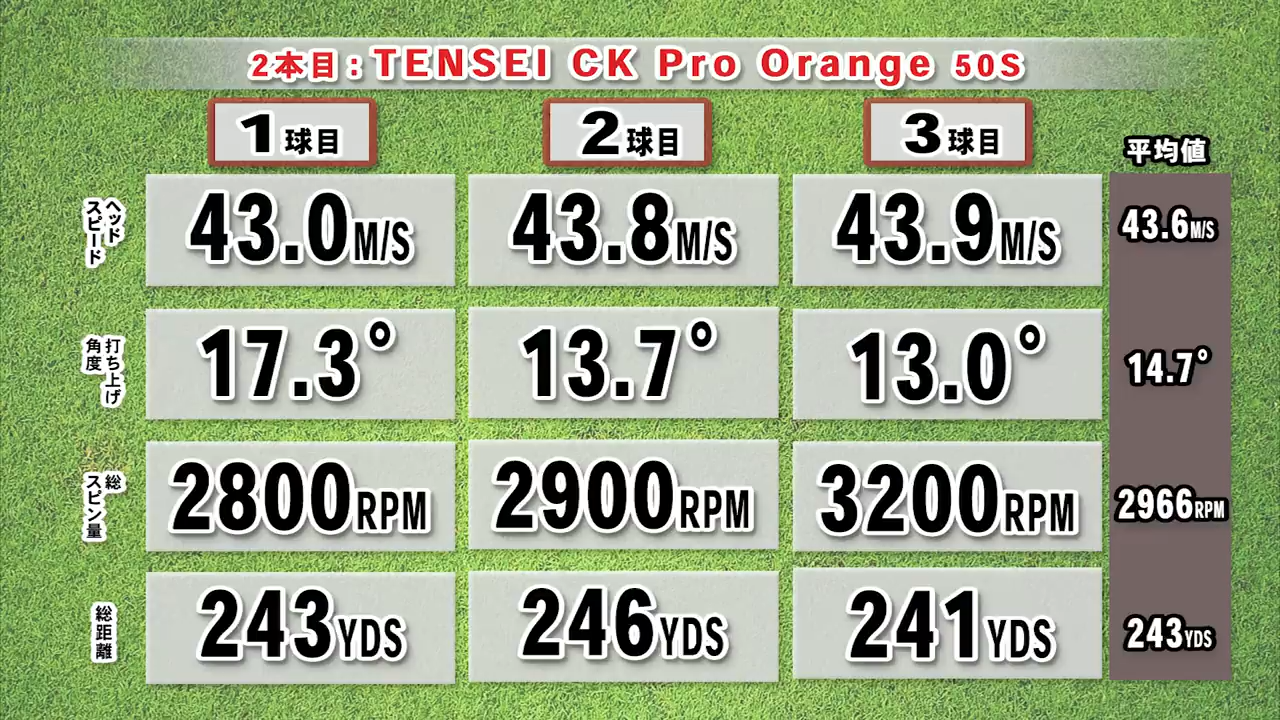 2本目：TENSEI CK Pro Orange 50S
1球目 2球目 3球目 平均値
ヘッドスピード 43.0M/S 43.8M/S 43.9M/S 43.6M/S
打ち上げ角度 17.3° 13.7° 13.0° 14.7°
総スピン量 2800RPM 2900RPM 3200RPM 2966RPM
総距離 243YDS 246YDS 241YDS 243YDS